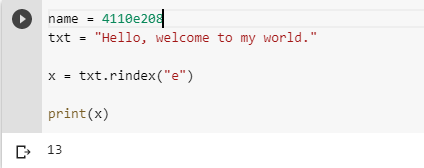 name = 4110e208
txt = "Hello, welcome to my world."
x = txt.rindex("e")
print(x)
13